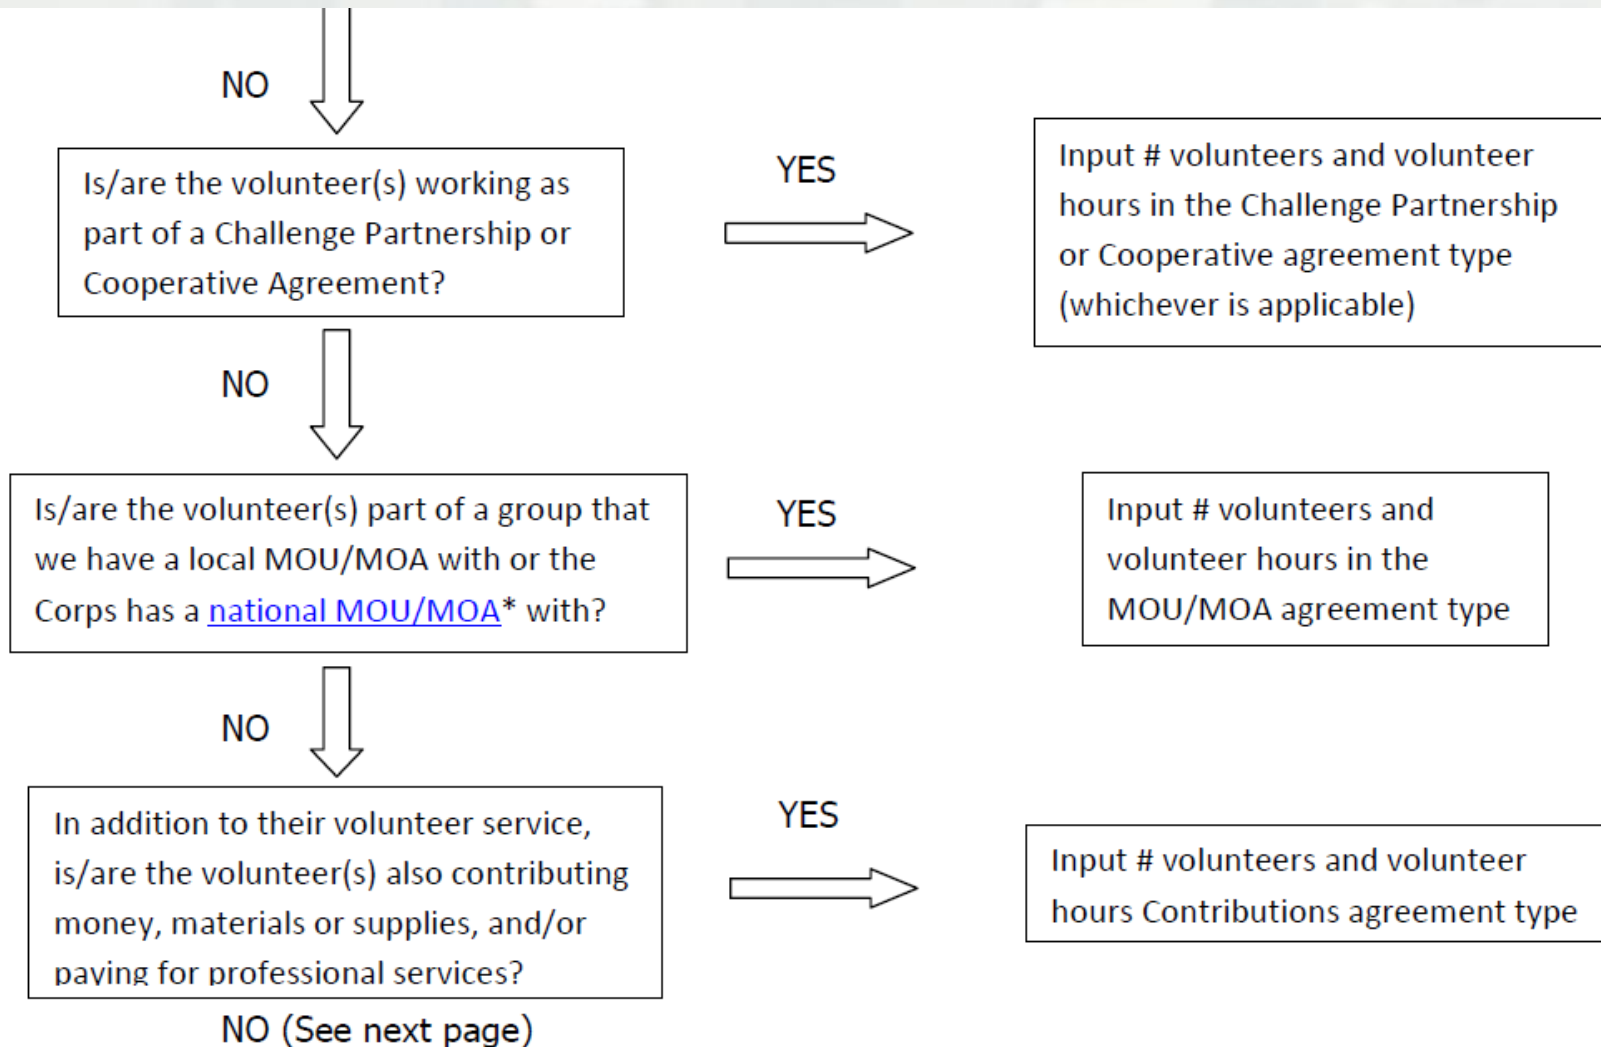 NO
Is/are the volunteer(s) working as
part of a Challenge Partnership or
Cooperative Agreement?
YES
Input # volunteers and volunteer
hours in the Challenge Partnership
or Cooperative agreement type
(whichever is applicable)
NO
Is/are the volunteer(s) part of a group that
we have a local MOU/MOA with or the
Corps has a national MOU/MOA* with?
YES
Input # volunteers and
volunteer hours in the
MOU/MOA agreement type
NO
In addition to their volunteer service,
is/are the volunteer(s) also contributing
money, materials or supplies, and/or
paying for professional services?
YES
Input # volunteers and volunteer
hours Contributions agreement type
NO (See next page)